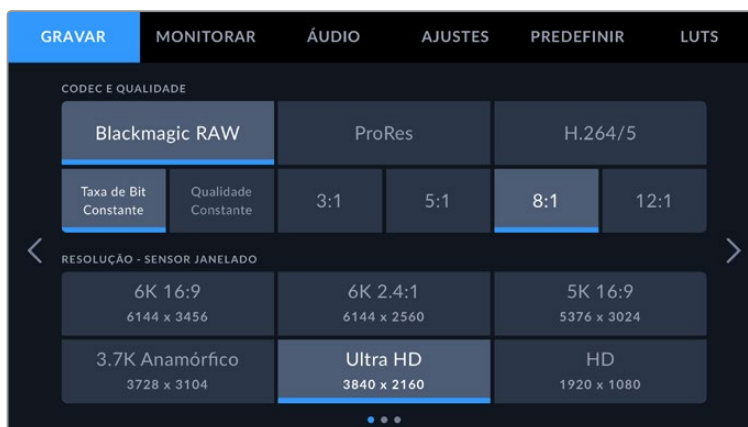 GRAVAR MONITORAR ÁUDIO AJUSTES PREDEFINIR LUTS
CODEC E QUALIDADE
Blackmagic RAW ProRes H.264/5
Taxa de Bit Constante Qualidade Constante 3:1 5:1 8:1 12:1
RESOLUÇÃO - SENSOR JANELADO
6K 16:9 6K 2.4:1 5K 16:9
6144 x 3456 6144 x 2560 5376 x 3024
3.7K Anamórfico Ultra HD HD
3728 x 3104 3840 x 2160 1920 x 1080